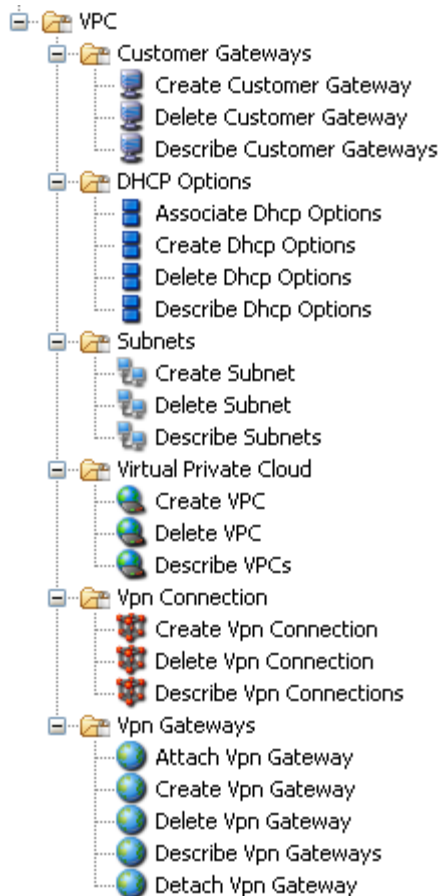 VPC
Customer Gateways
Create Customer Gateway
Delete Customer Gateway
Describe Customer Gateways
DHCP Options
Associate Dhcp Options
Create Dhcp Options
Delete Dhcp Options
Describe Dhcp Options
Subnets
Create Subnet
Delete Subnet
Describe Subnets
Virtual Private Cloud
Create VPC
Delete VPC
Describe VPCs
Vpn Connection
Create Vpn Connection
Delete Vpn Connection
Describe Vpn Connections
Vpn Gateways
Attach Vpn Gateway
Create Vpn Gateway
Delete Vpn Gateway
Describe Vpn Gateways
Detach Vpn Gateway